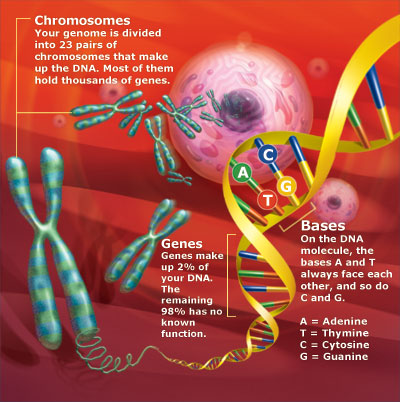 Chromosomes
Your genome is divided
into 23 pairs of
chromosomes that make
up the DNA. Most of them
hold thousands of genes.
A
C
T
G
Genes
Genes make
up 2% of
your DNA.
The
remaining
98% has no
known
function.
Bases
On the DNA
molecule, the
bases A and T
always face each
other, and so do
C and G.
A = Adenine
T = Thymine
C = Cytosine
G = Guanine